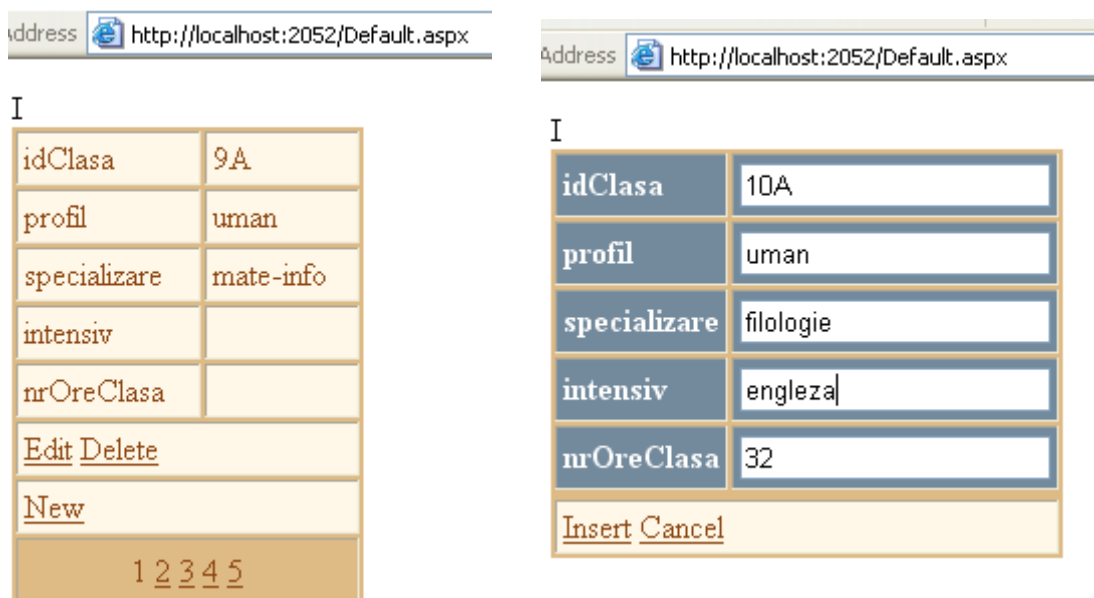 Address http://localhost:2052/Default.aspx
I
idClasa 9A
profil uman
specializare mate-info
intensiv
nrOreClasa
Edit Delete
New
1 2 3 4 5
Address http://localhost:2052/Default.aspx
I
idClasa 10A
profil uman
specializare filologie
intensiv engleza
nrOreClasa 32
Insert Cancel